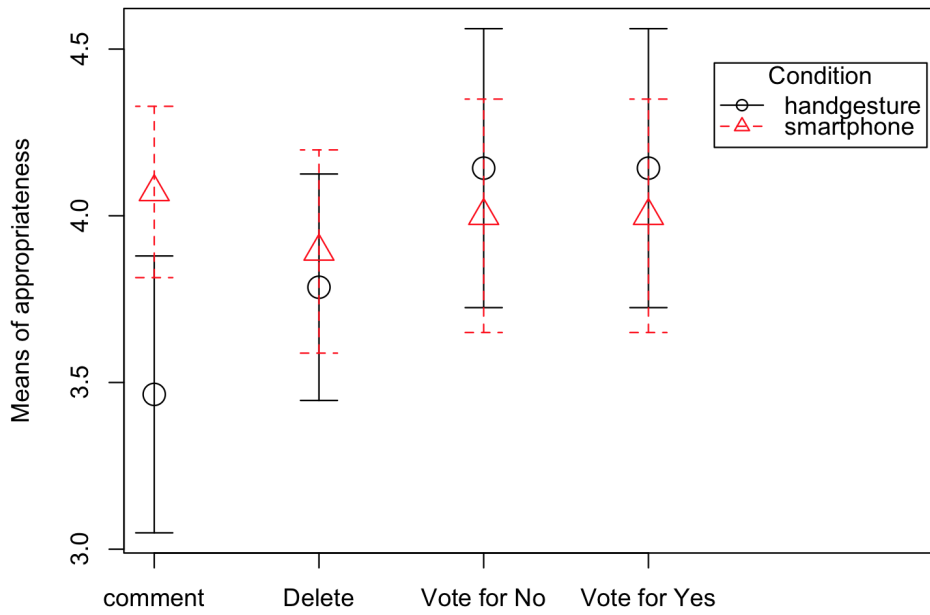 Means of appropriateness
4.5
4.0
3.5
3.0
Condition
handgesture
smartphone
comment Delete Vote for No Vote for Yes